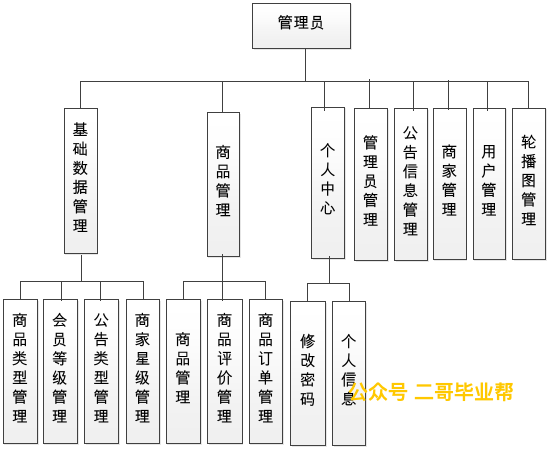 管理员
基础数据管理
商品管理
个人中心
管理员管理
公告信息管理
商家管理
用户管理
轮播图管理
商品类型管理
会员等级管理
公告类型管理
商家星级管理
商品管理
商品评价管理
商品订单管理
修改密码
个人信息
公众号 二哥毕业帮